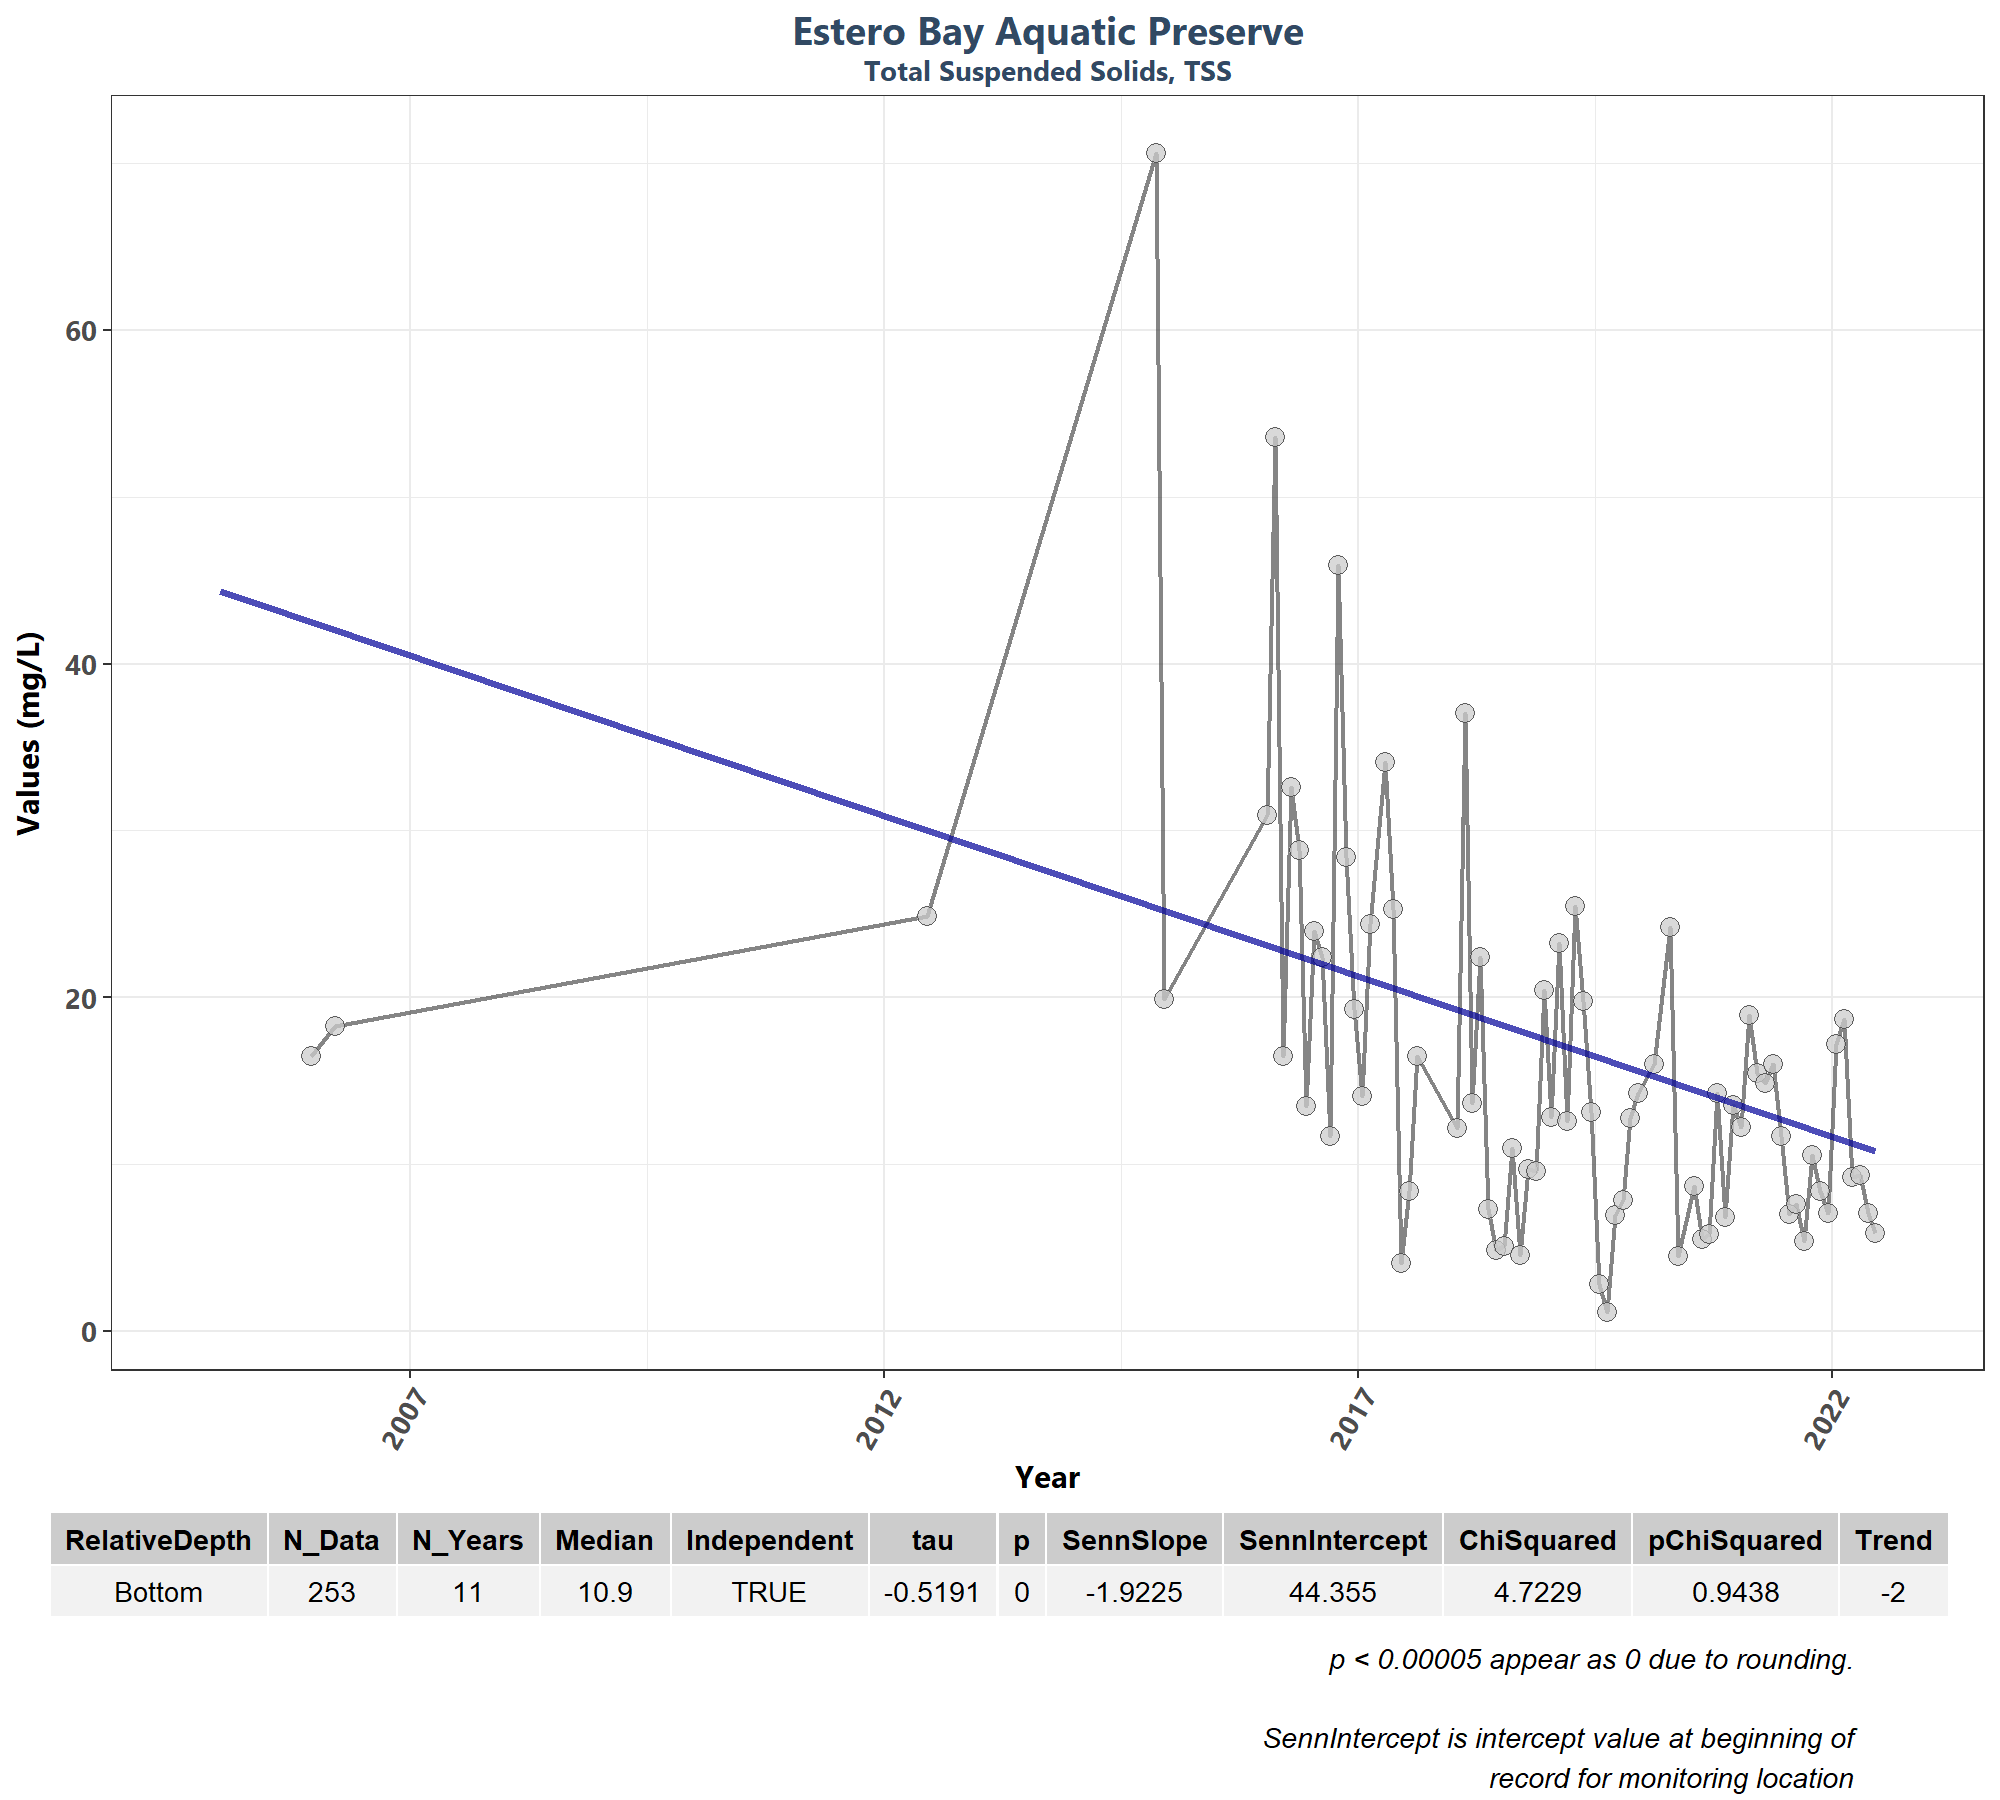 Estero Bay Aquatic Preserve
Total Suspended Solids, TSS
Values (mg/L)
60
40
20
0
2007 2012 2017 2022
Year
RelativeDepth N_Data N_Years Median Independent tau p SennSlope SennIntercept ChiSquared pChiSquared Trend
Bottom 253 11 10.9 TRUE -0.5191 0 -1.9225 44.355 4.7229 0.9438 -2
p < 0.00005 appear as 0 due to rounding.
SennIntercept is intercept value at beginning of
record for monitoring location